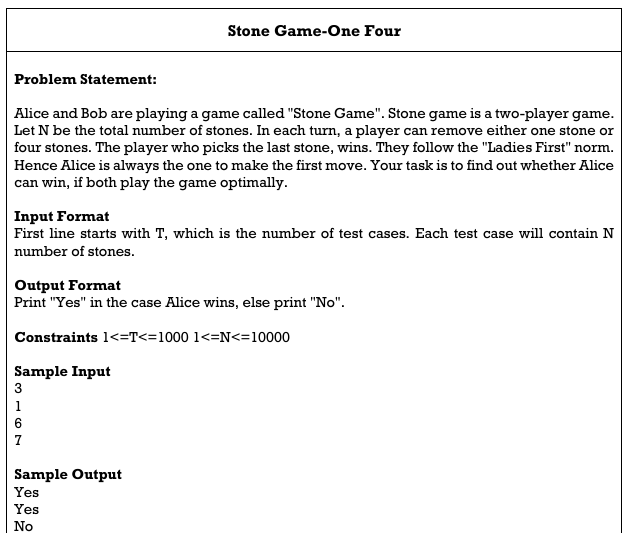 Stone Game-One Four
Problem Statement:
Alice and Bob are playing a game called "Stone Game". Stone game is a two-player game.
Let N be the total number of stones. In each turn, a player can remove either one stone or
four stones. The player who picks the last stone, wins. They follow the "Ladies First" norm.
Hence Alice is always the one to make the first move. Your task is to find out whether Alice
can win, if both play the game optimally.
Input Format
First line starts with T, which is the number of test cases. Each test case will contain N
number of stones.
Output Format
Print "Yes" in the case Alice wins, else print "No".
Constraints 1<=T<=1000 1<=N<=10000
Sample Input
3
1
6
7
Sample Output
Yes
Yes
No